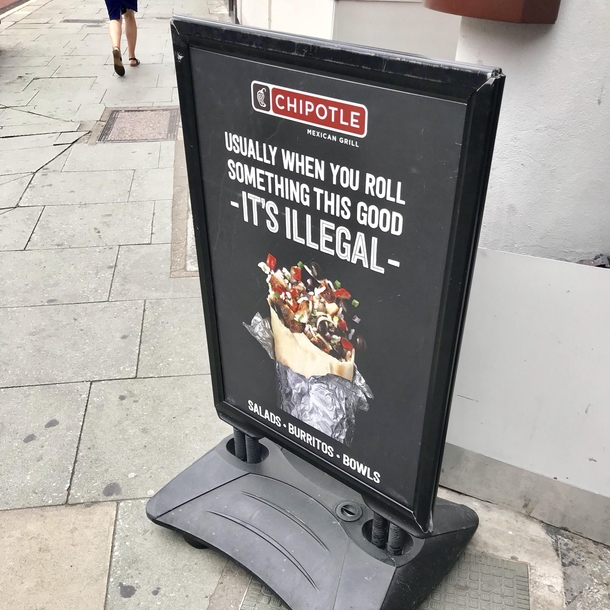 CHIPOTLE
MEXICAN GRILL
USUALLY WHEN YOU ROLL
SOMETHING THIS GOOD
-IT'S ILLEGAL-
SALADS • BURRITOS • BOWLS